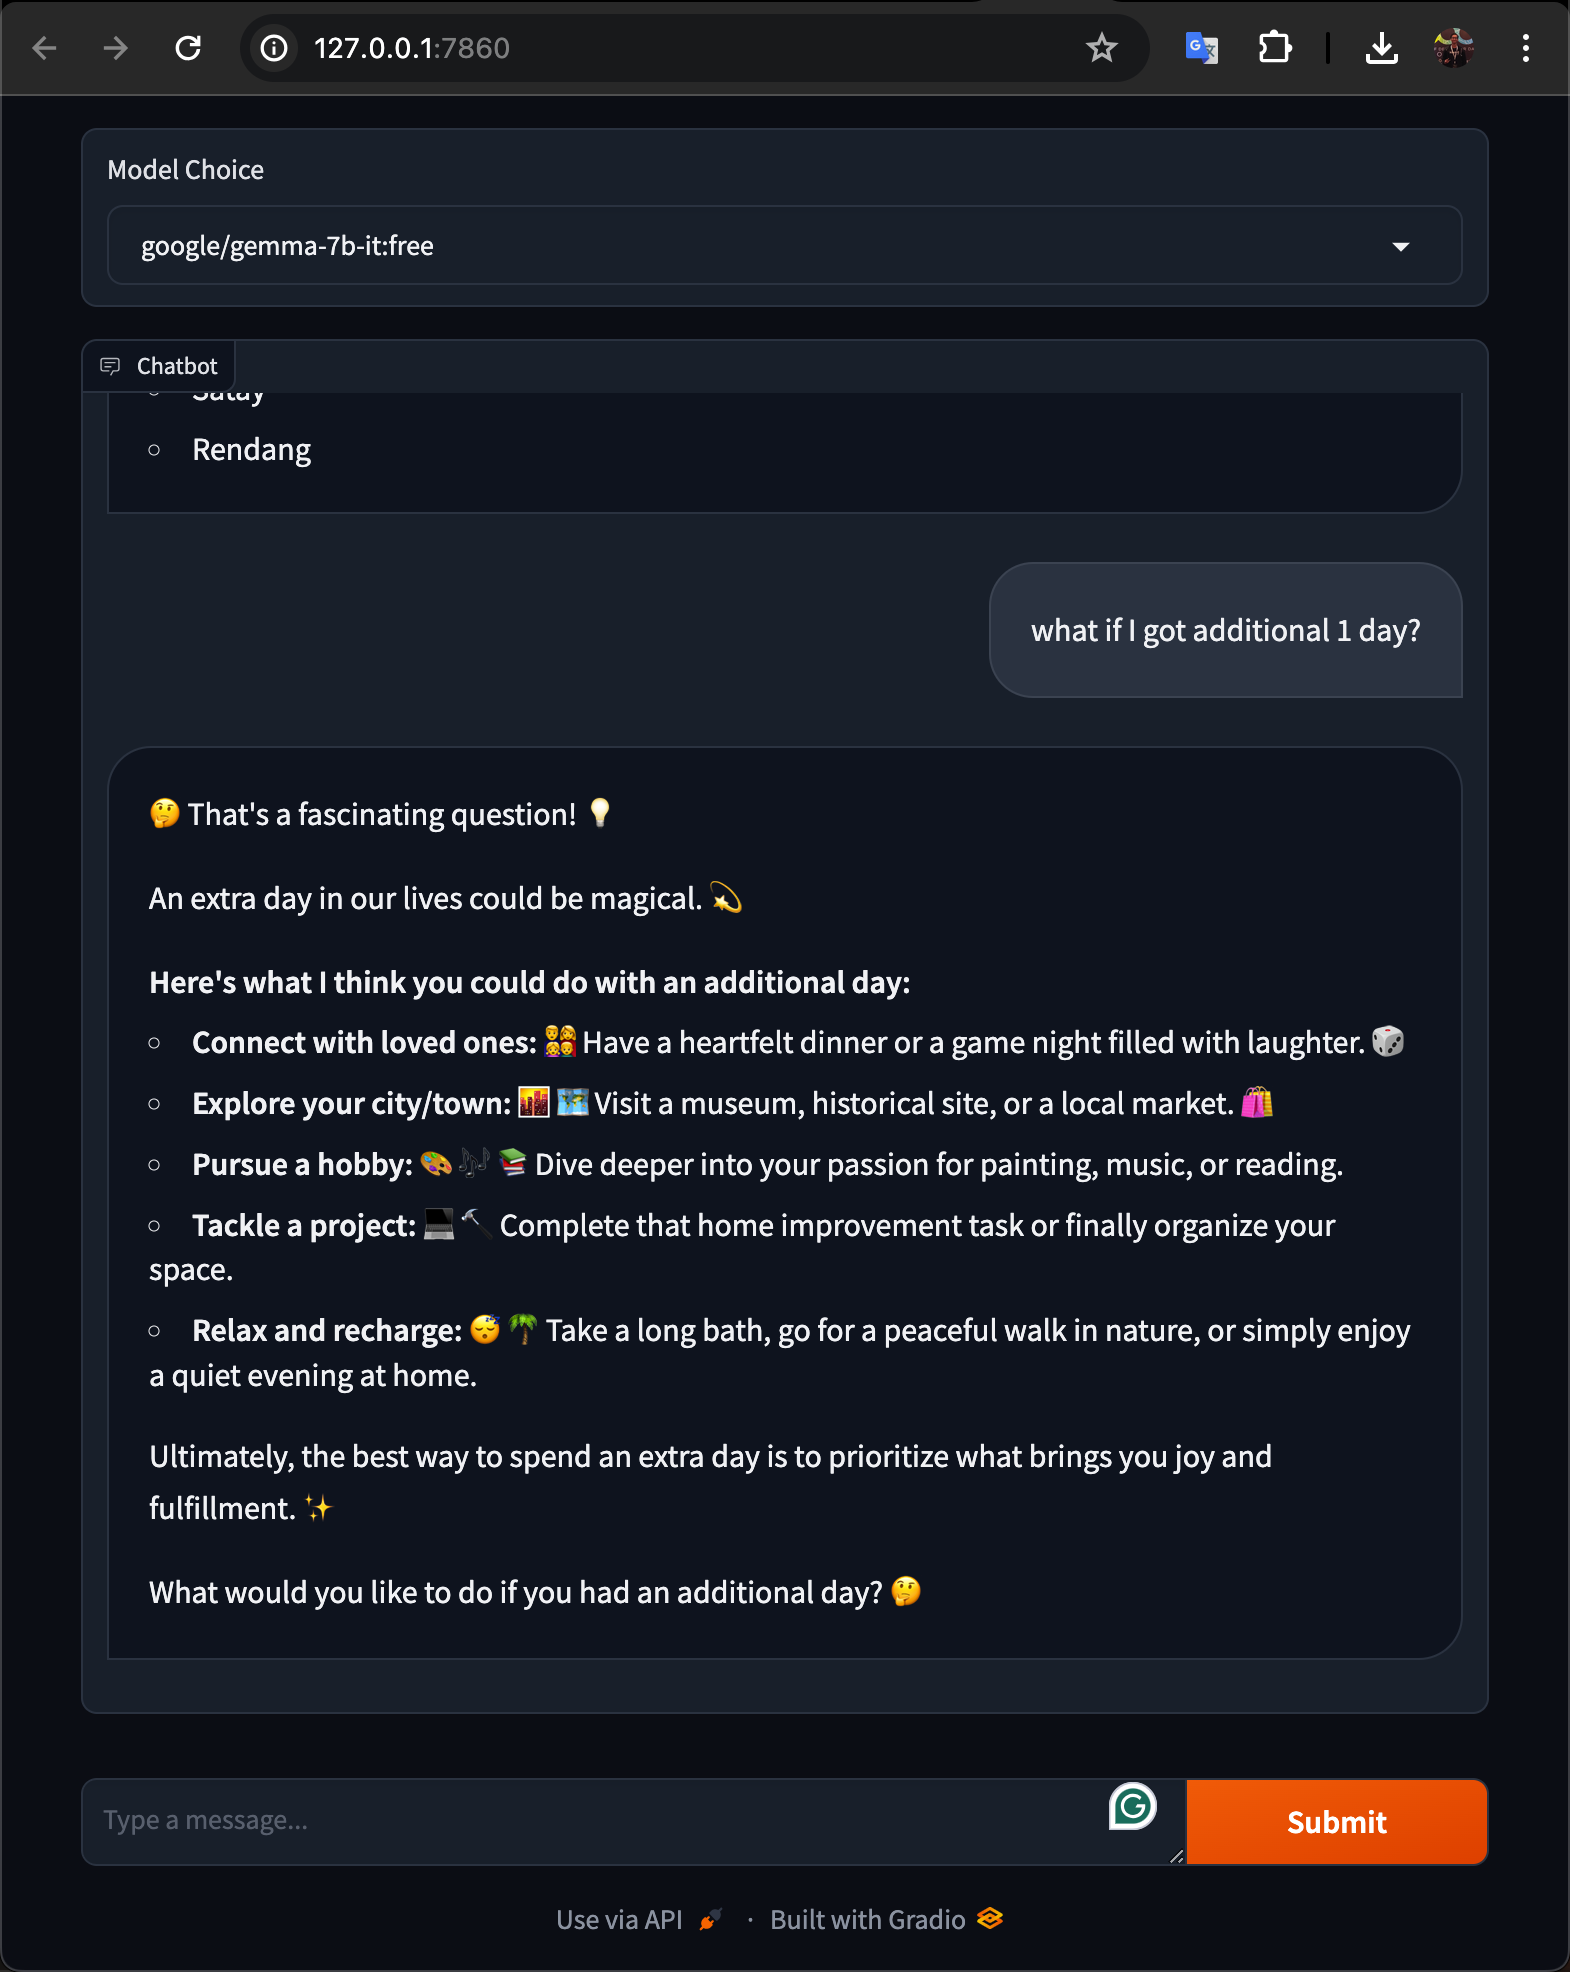 127.0.0.1:7860
Model Choice
google/gemma-7b-it:free
Chatbot
Satay
Rendang
what if I got additional 1 day?
🤔 That's a fascinating question! 💡
An extra day in our lives could be magical. 💫
Here's what I think you could do with an additional day:
Connect with loved ones: 👨‍👩‍👧‍👦 Have a heartfelt dinner or a game night filled with laughter. 🎲
Explore your city/town: 🌇 🗺️ Visit a museum, historical site, or a local market. 🛍️
Pursue a hobby: 🎨 🎶 📚 Dive deeper into your passion for painting, music, or reading.
Tackle a project: 💻 🔨 Complete that home improvement task or finally organize your
space.
Relax and recharge: 😴 🌴 Take a long bath, go for a peaceful walk in nature, or simply enjoy
a quiet evening at home.
Ultimately, the best way to spend an extra day is to prioritize what brings you joy and
fulfillment. ✨
What would you like to do if you had an additional day? 🤔
Type a message...
Submit
Use via API · Built with Gradio